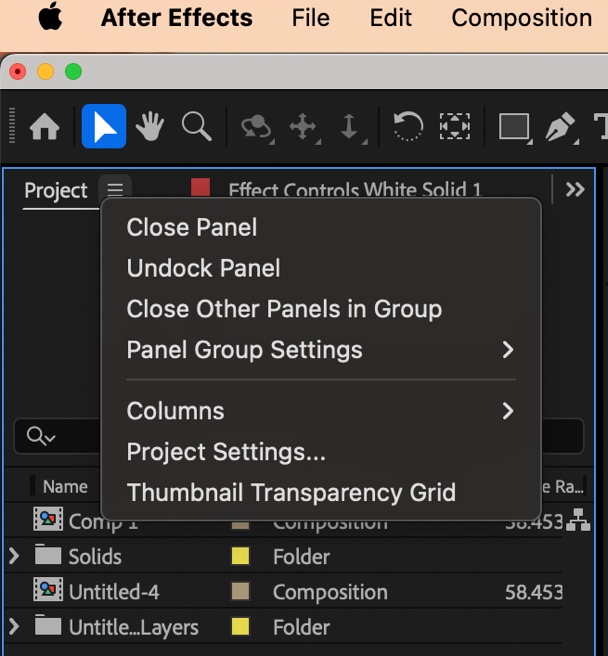 After Effects File Edit Composition
Project Effect Controls White Solid 1
Close Panel
Undock Panel
Close Other Panels in Group
Panel Group Settings
Columns
Project Settings...
Thumbnail Transparency Grid
Name e Ra...
Comp 1 Composition 58.453
Solids Folder
Untitled-4 Composition 58.453
Untitle...Layers Folder